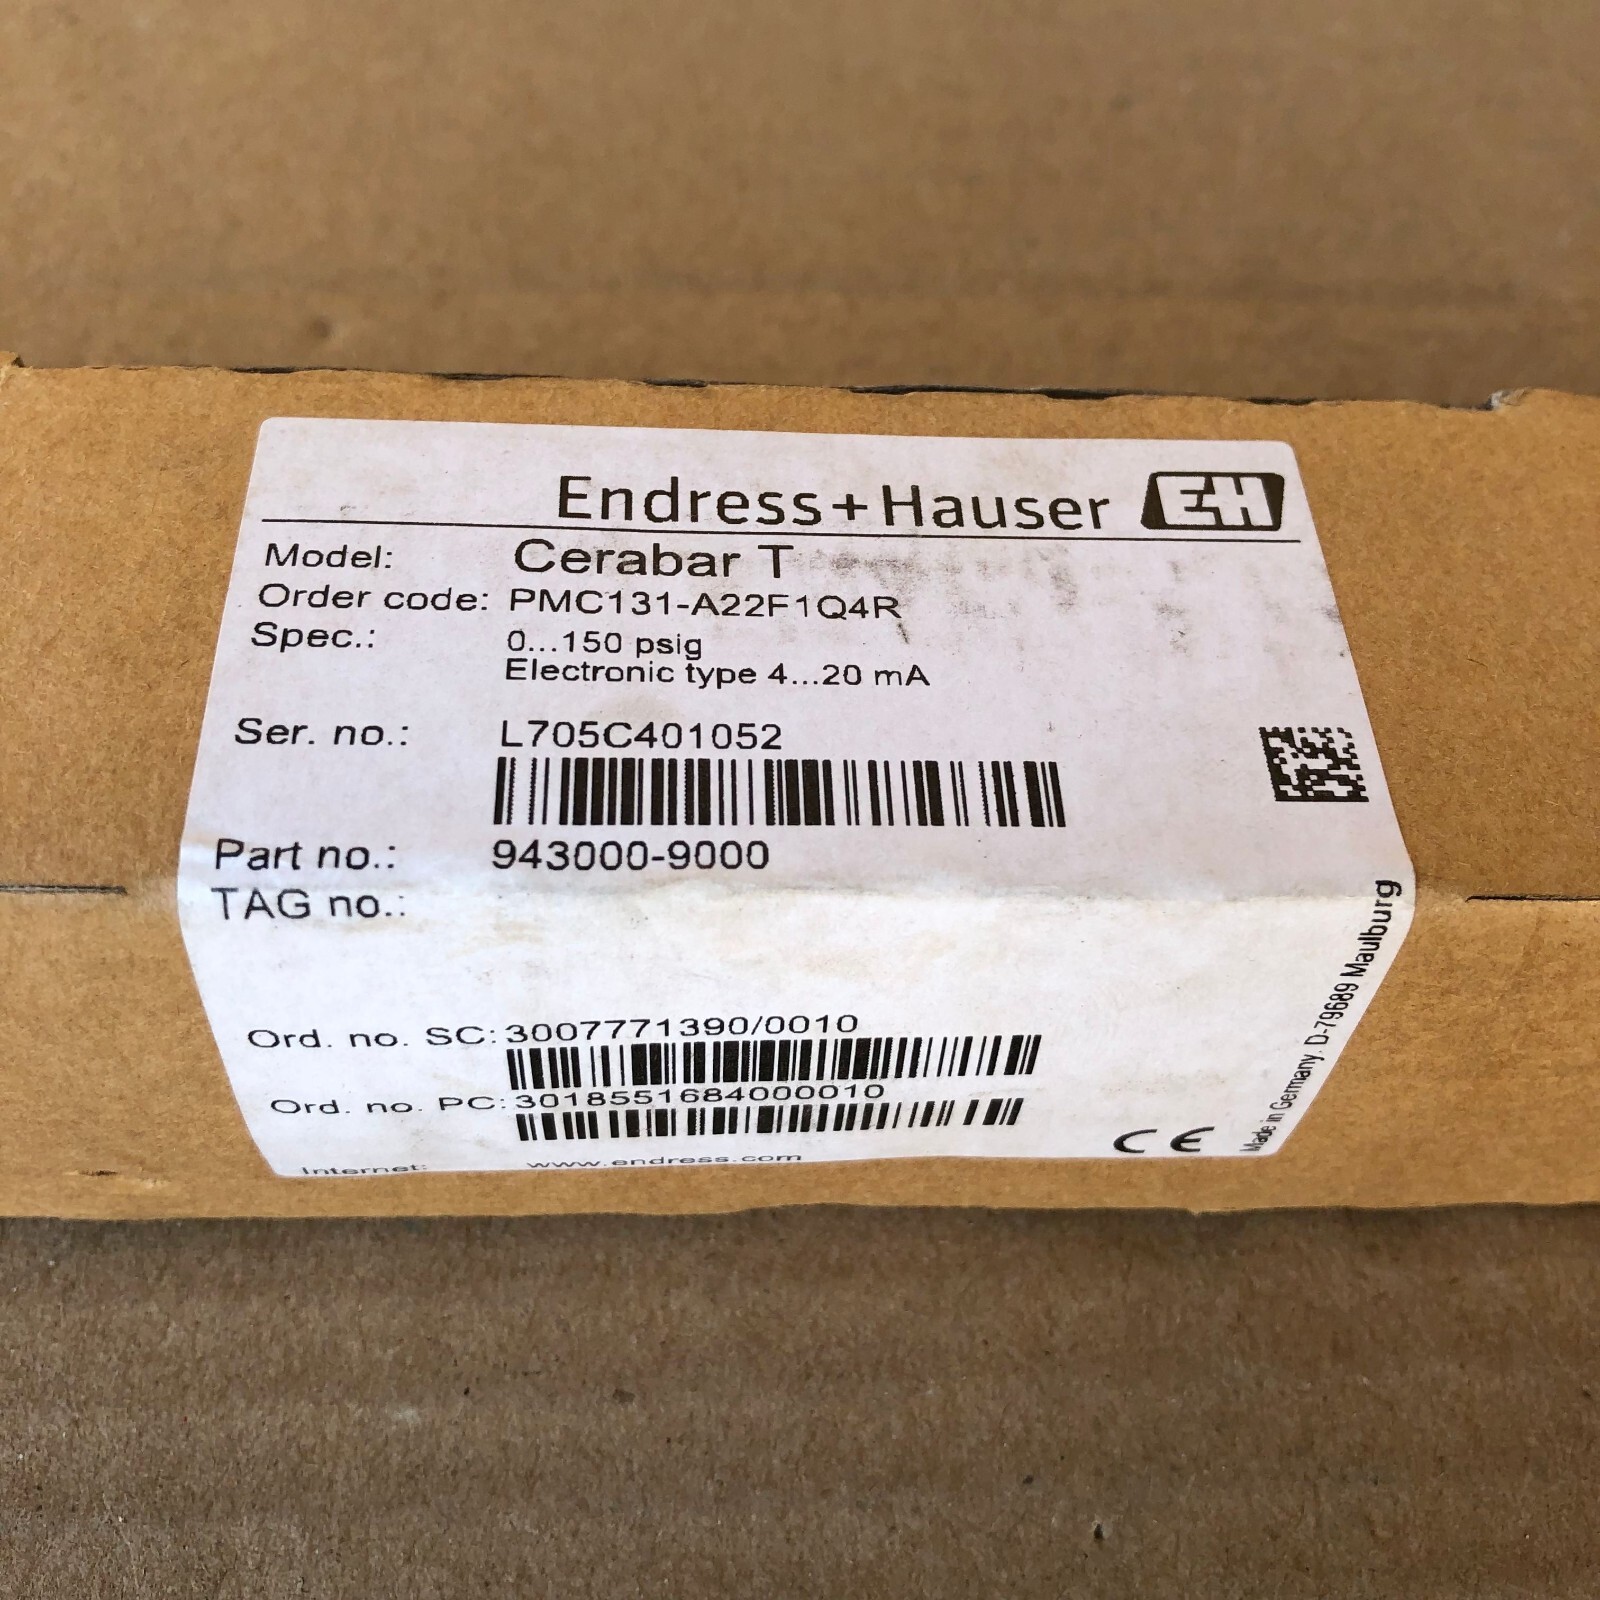 Endress+Hauser EH
Model: Cerabar T
Order code: PMC131-A22F1Q4R
Spec.: 0...150 psig
Electronic type 4...20 mA
Ser. no.: L705C401052
Part no.: 943000-9000
TAG no.:
Ord. no. SC: 3007771390/0010
Ord. no. PC: 3018551684000010
Internet: www.endress.com
CE
Made in Germany. D-79689 Maulburg